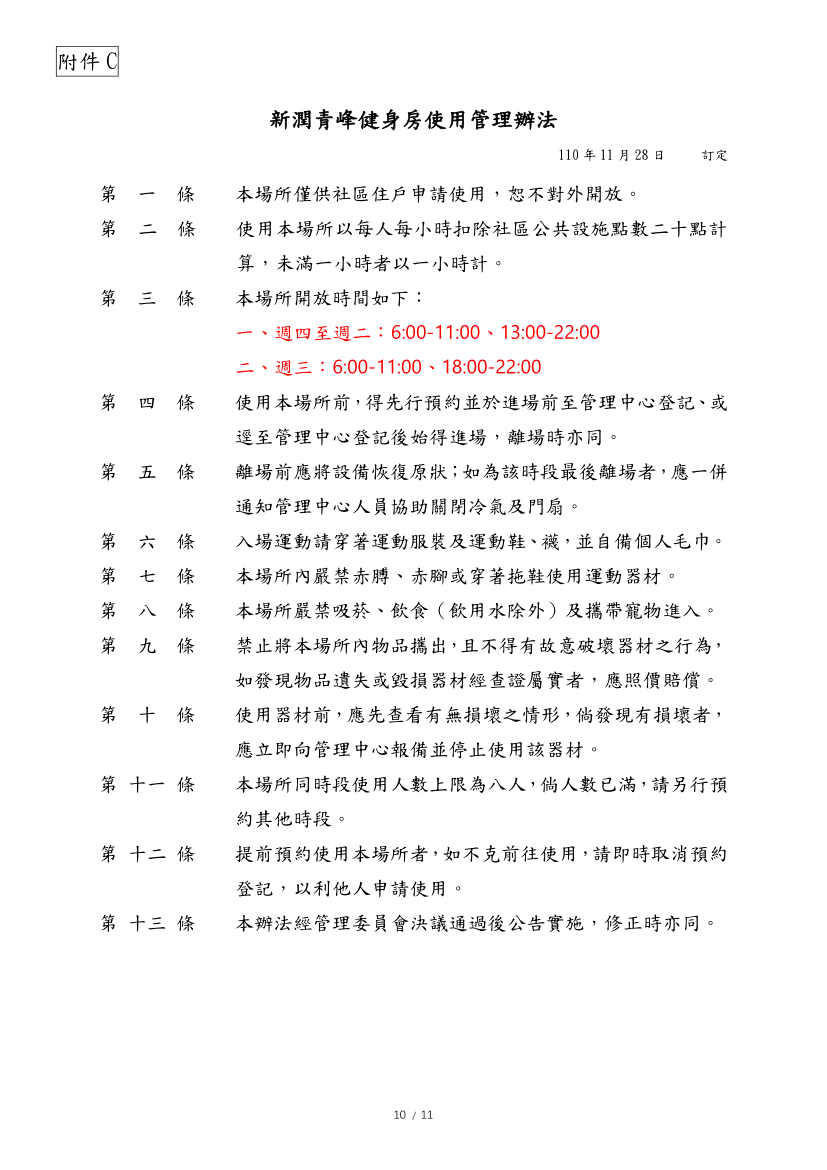 附件 C
新潤青峰健身房使用管理辦法
110 年 11 月 28 日 訂定
第 一 條 本場所僅供社區住戶申請使用，恕不對外開放。
第 二 條 使用本場所以每人每小時扣除社區公共設施點數二十點計
算，未滿一小時者以一小時計。
第 三 條 本場所開放時間如下：
一、週四至週二：6:00-11:00、13:00-22:00
二、週三：6:00-11:00、18:00-22:00
第 四 條 使用本場所前，得先行預約並於進場前至管理中心登記、或
逕至管理中心登記後始得進場，離場時亦同。
第 五 條 離場前應將設備恢復原狀；如為該時段最後離場者，應一併
通知管理中心人員協助關閉冷氣及門扇。
第 六 條 入場運動請穿著運動服裝及運動鞋、襪，並自備個人毛巾。
第 七 條 本場所內嚴禁赤膊、赤腳或穿著拖鞋使用運動器材。
第 八 條 本場所嚴禁吸菸、飲食（飲用水除外）及攜帶寵物進入。
第 九 條 禁止將本場所內物品攜出，且不得有故意破壞器材之行為，
如發現物品遺失或毀損器材經查證屬實者，應照價賠償。
第 十 條 使用器材前，應先查看有無損壞之情形，倘發現有損壞者，
應立即向管理中心報備並停止使用該器材。
第 十一 條 本場所同時段使用人數上限為八人，倘人數已滿，請另行預
約其他時段。
第 十二 條 提前預約使用本場所者，如不克前往使用，請即時取消預約
登記，以利他人申請使用。
第 十三 條 本辦法經管理委員會決議通過後公告實施，修正時亦同。
10 / 11